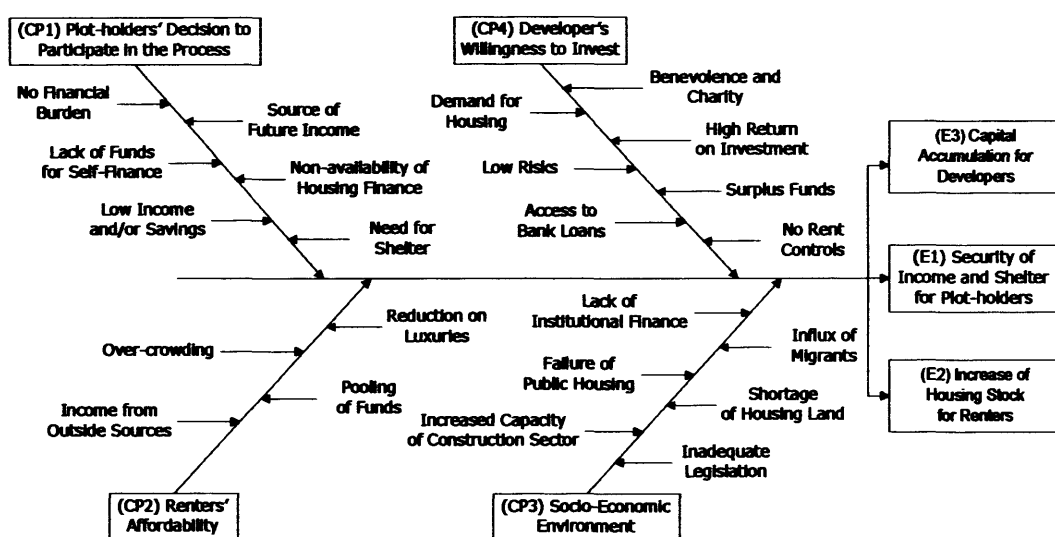 (CP1) Plot-holders' Decision to
Participate in the Process
No Financial
Burden
Source of
Future Income
Lack of Funds
for Self-Finance
Non-availability of
Housing Finance
Low Income
and/or Savings
Need for
Shelter
(CP4) Developer's
Willingness to Invest
Benevolence and
Charity
Demand for
Housing
High Return
on Investment
Low Risks
Surplus Funds
Access to
Bank Loans
No Rent
Controls
(E3) Capital
Accumulation for
Developers
(E1) Security of
Income and Shelter
for Plot-holders
(E2) Increase of
Housing Stock
for Renters
Reduction on
Luxuries
Over-crowding
Pooling
of Funds
Income from
Outside Sources
(CP2) Renters'
Affordability
Lack of
Institutional Finance
Influx of
Migrants
Failure of
Public Housing
Shortage
of Housing Land
Increased Capacity
of Construction Sector
Inadequate
Legislation
(CP3) Socio-Economic
Environment